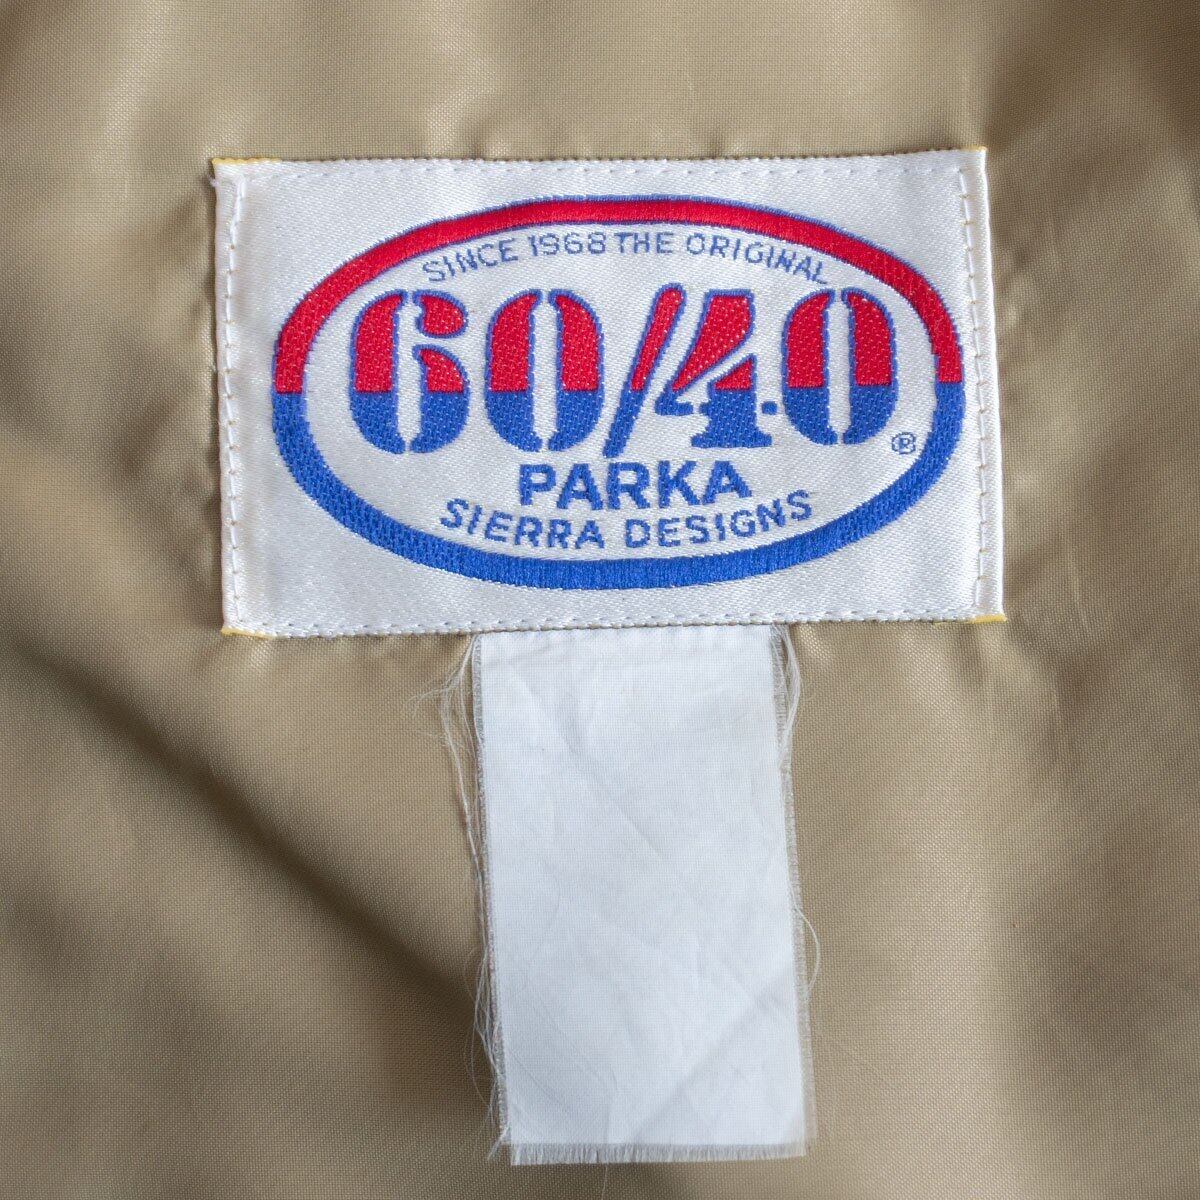 SINCE 1968 THE ORIGINAL
60/40 ®
PARKA
SIERRA DESIGNS